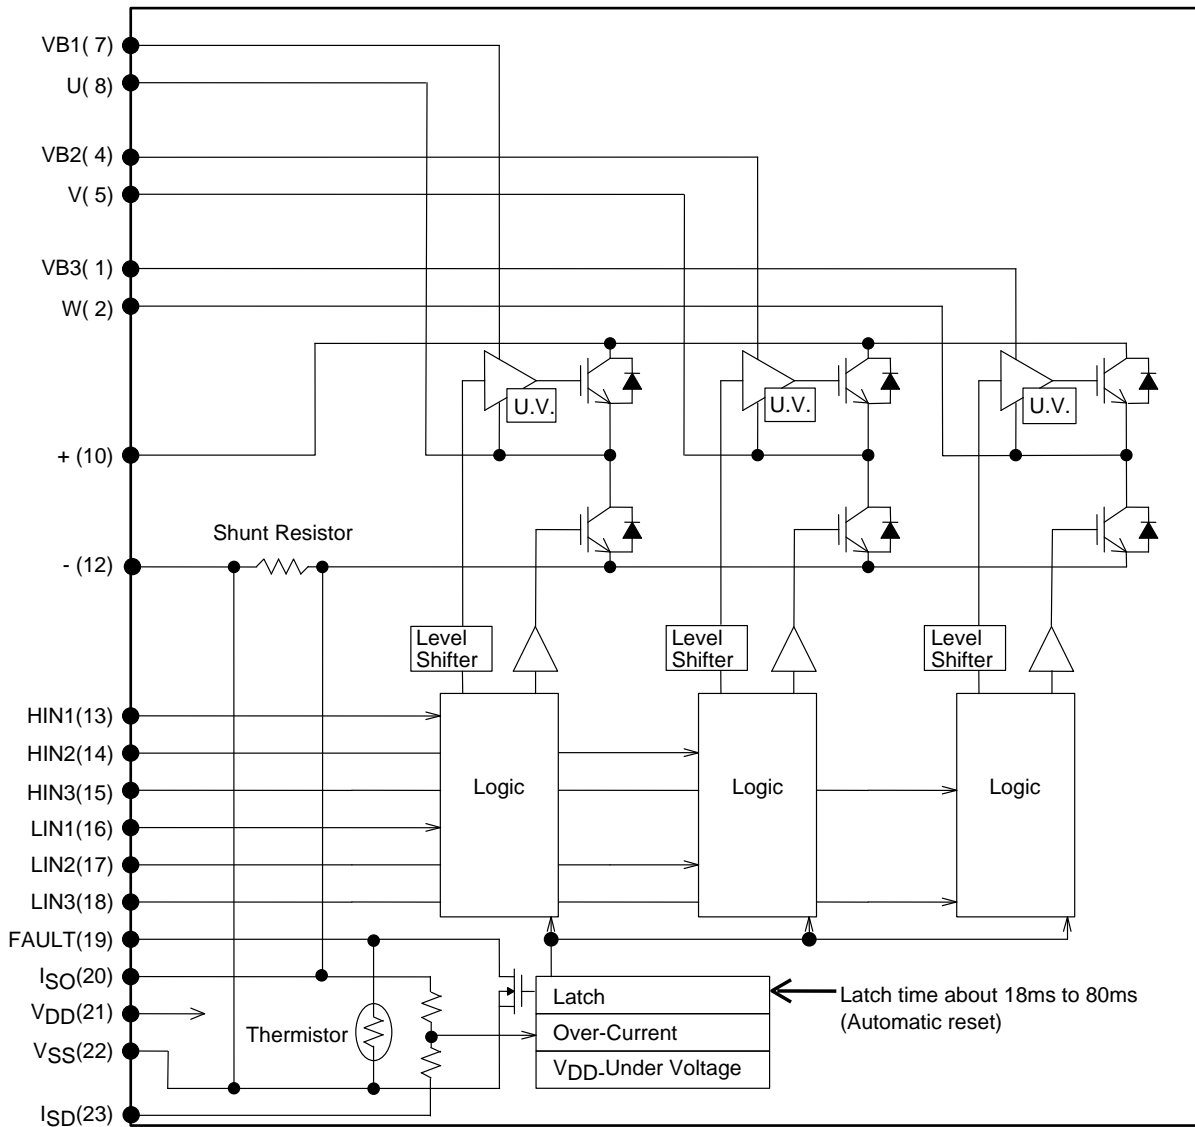 VB1( 7)
U( 8)
VB2( 4)
V( 5)
VB3( 1)
W( 2)
U.V.
U.V.
U.V.
+ (10)
Shunt Resistor
- (12)
Level
Shifter
Level
Shifter
Level
Shifter
HIN1(13)
HIN2(14)
HIN3(15)
Logic
Logic
Logic
LIN1(16)
LIN2(17)
LIN3(18)
FAULT(19)
ISO(20)
Latch
Latch time about 18ms to 80ms
(Automatic reset)
VDD(21)
Thermistor
Over-Current
VSS(22)
VDD-Under Voltage
ISD(23)